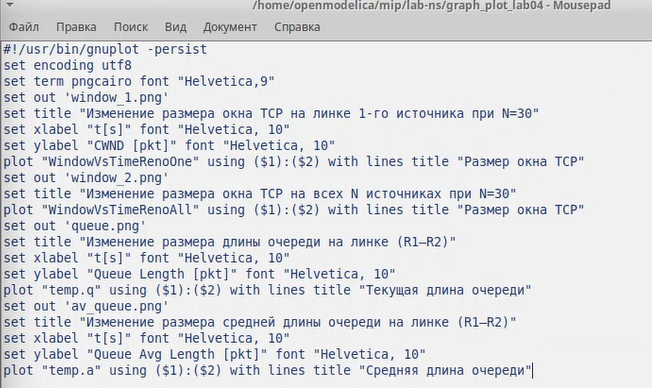 /home/openmodelica/mip/lab-ns/graph_plot_lab04 - Mousepad
Файл Правка Поиск Вид Документ Справка
#!/usr/bin/gnuplot -persist
set encoding utf8
set term pngcairo font "Helvetica,9"
set out 'window_1.png'
set title "Изменение размера окна TCP на линке 1-го источника при N=30"
set xlabel "t[s]" font "Helvetica, 10"
set ylabel "CWND [pkt]" font "Helvetica, 10"
plot "WindowVsTimeRenoOne" using ($1):($2) with lines title "Размер окна TCP"
set out 'window_2.png'
set title "Изменение размера окна TCP на всех N источниках при N=30"
plot "WindowVsTimeRenoAll" using ($1):($2) with lines title "Размер окна TCP"
set out 'queue.png'
set title "Изменение размера длины очереди на линке (R1–R2)"
set xlabel "t[s]" font "Helvetica, 10"
set ylabel "Queue Length [pkt]" font "Helvetica, 10"
plot "temp.q" using ($1):($2) with lines title "Текущая длина очереди"
set out 'av_queue.png'
set title "Изменение размера средней длины очереди на линке (R1–R2)"
set xlabel "t[s]" font "Helvetica, 10"
set ylabel "Queue Avg Length [pkt]" font "Helvetica, 10"
plot "temp.a" using ($1):($2) with lines title "Средняя длина очереди"